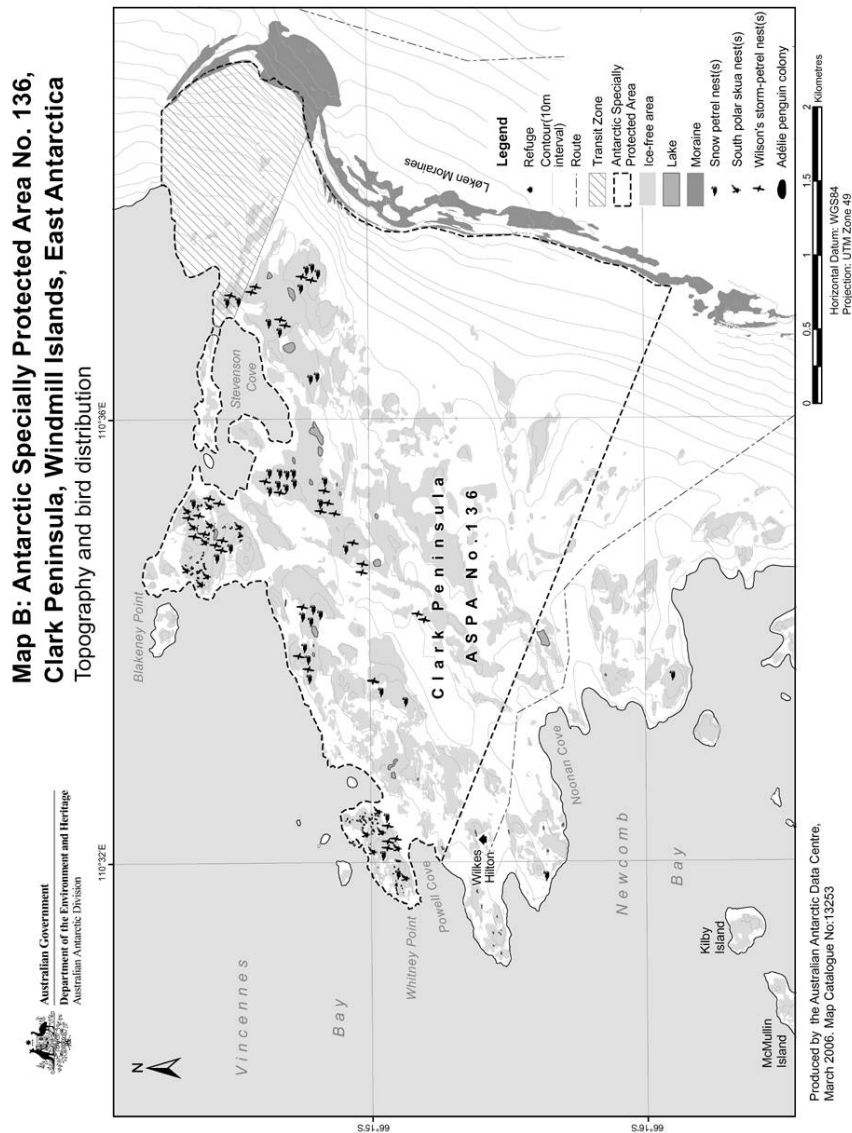 Map B: Antarctic Specially Protected Area No. 136,
Clark Peninsula, Windmill Islands, East Antarctica
Topography and bird distribution
Australian Government
Department of the Environment and Heritage
Australian Antarctic Division
110°32'E
110°36'E
66°15'S
66°16'S
N
Vincennes
Bay
Blakeney Point
Stevenson
Cove
Løken Moraines
Clark Peninsula
ASPA No.136
Whitney Point
Powell Cove
Wilkes
Hilton
Noonan Cove
Newcomb
Bay
Kilby
Island
McMullin
Island
Legend
Refuge
Contour(10m
interval)
Route
Transit Zone
Antarctic Specially
Protected Area
Ice-free area
Lake
Moraine
Snow petrel nest(s)
South polar skua nest(s)
Wilson's storm-petrel nest(s)
Adélie penguin colony
0
0.5
1
1.5
2
Kilometres
Horizontal Datum: WGS84
Projection: UTM Zone 49
Produced by the Australian Antarctic Data Centre,
March 2006. Map Catalogue No:13253